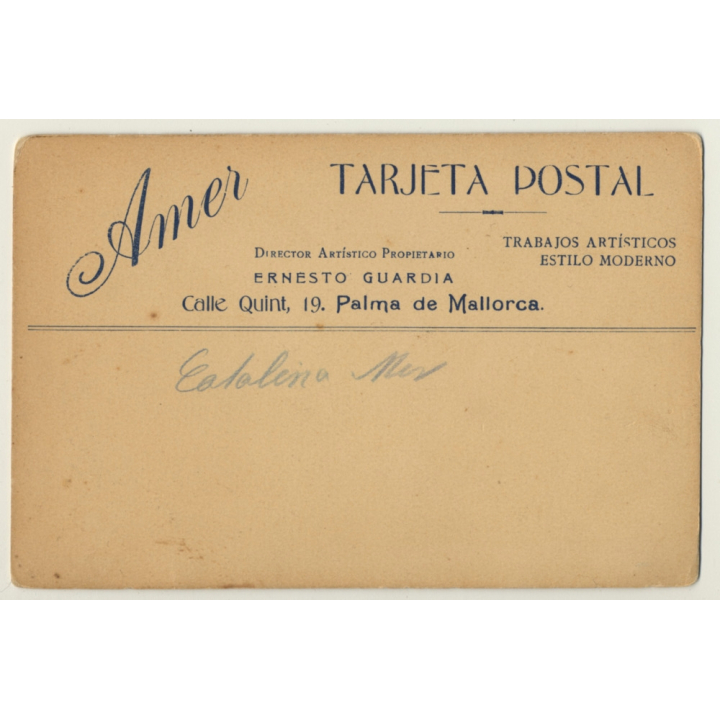 Amer
TARJETA POSTAL
TRABAJOS ARTÍSTICOS
ESTILO MODERNO
DIRECTOR ARTÍSTICO PROPIETARIO
ERNESTO GUARDIA
Calle Quint, 19. Palma de Mallorca.
Catalina